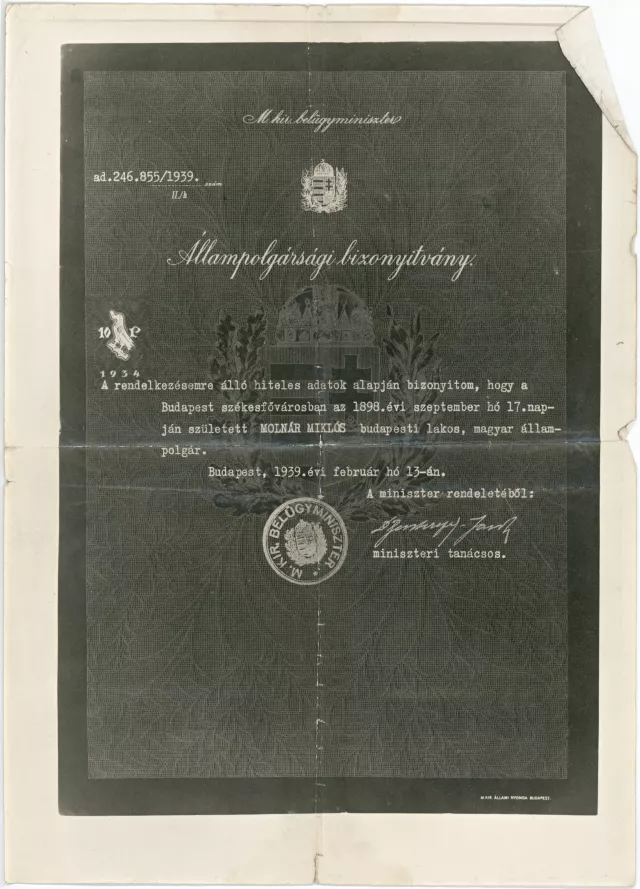 M. kir. belügyminiszter
ad.246.855/1939. szám
II./k
Állampolgársági bizonyítvány.
10 P
1934
A rendelkezésemre álló hiteles adatok alapján bizonyitom, hogy a
Budapest székesfővárosban az 1898.évi szeptember hó 17.nap-
ján született MOLNÁR MIKLÓS budapesti lakos, magyar állam-
polgár.
Budapest, 1939.évi február hó 13-án.
A miniszter rendeletéből:
M. KIR. BELÜGYMINISZTER
miniszteri tanácsos.
M. KIR. ÁLLAMI NYOMDA BUDAPEST.